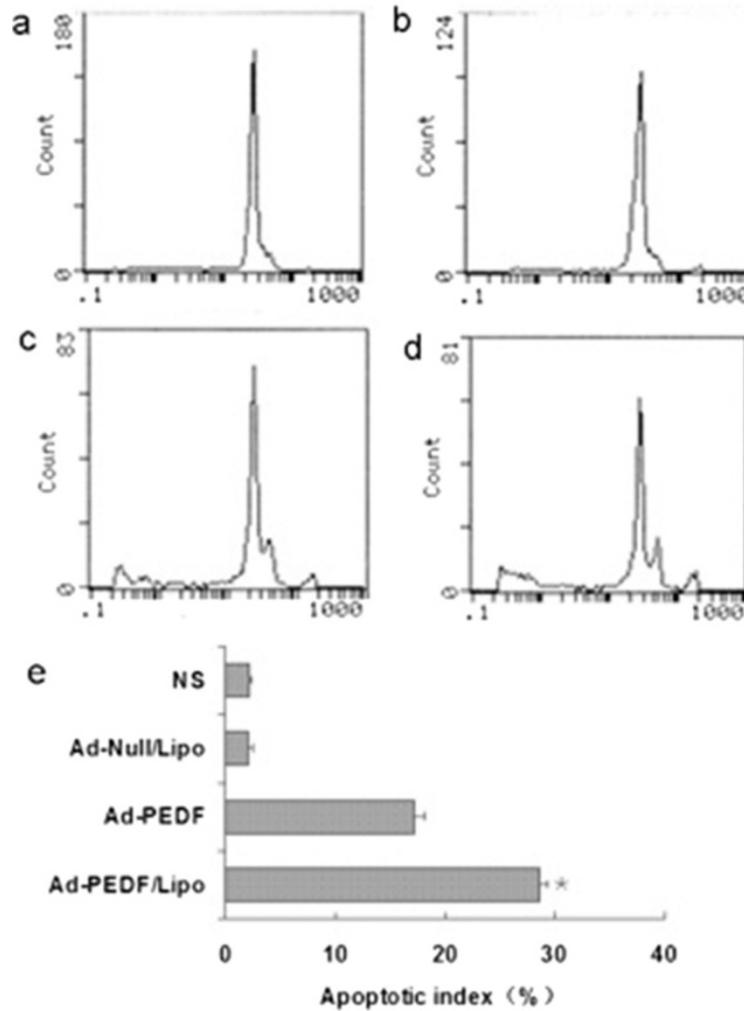 a
180
Count
0
.1
1000
b
124
Count
0
.1
1000
c
83
Count
0
.1
1000
d
81
Count
0
.1
1000
e
NS
Ad-Null/Lipo
Ad-PEDF
Ad-PEDF/Lipo
*
0 10 20 30 40
Apoptotic index（%）